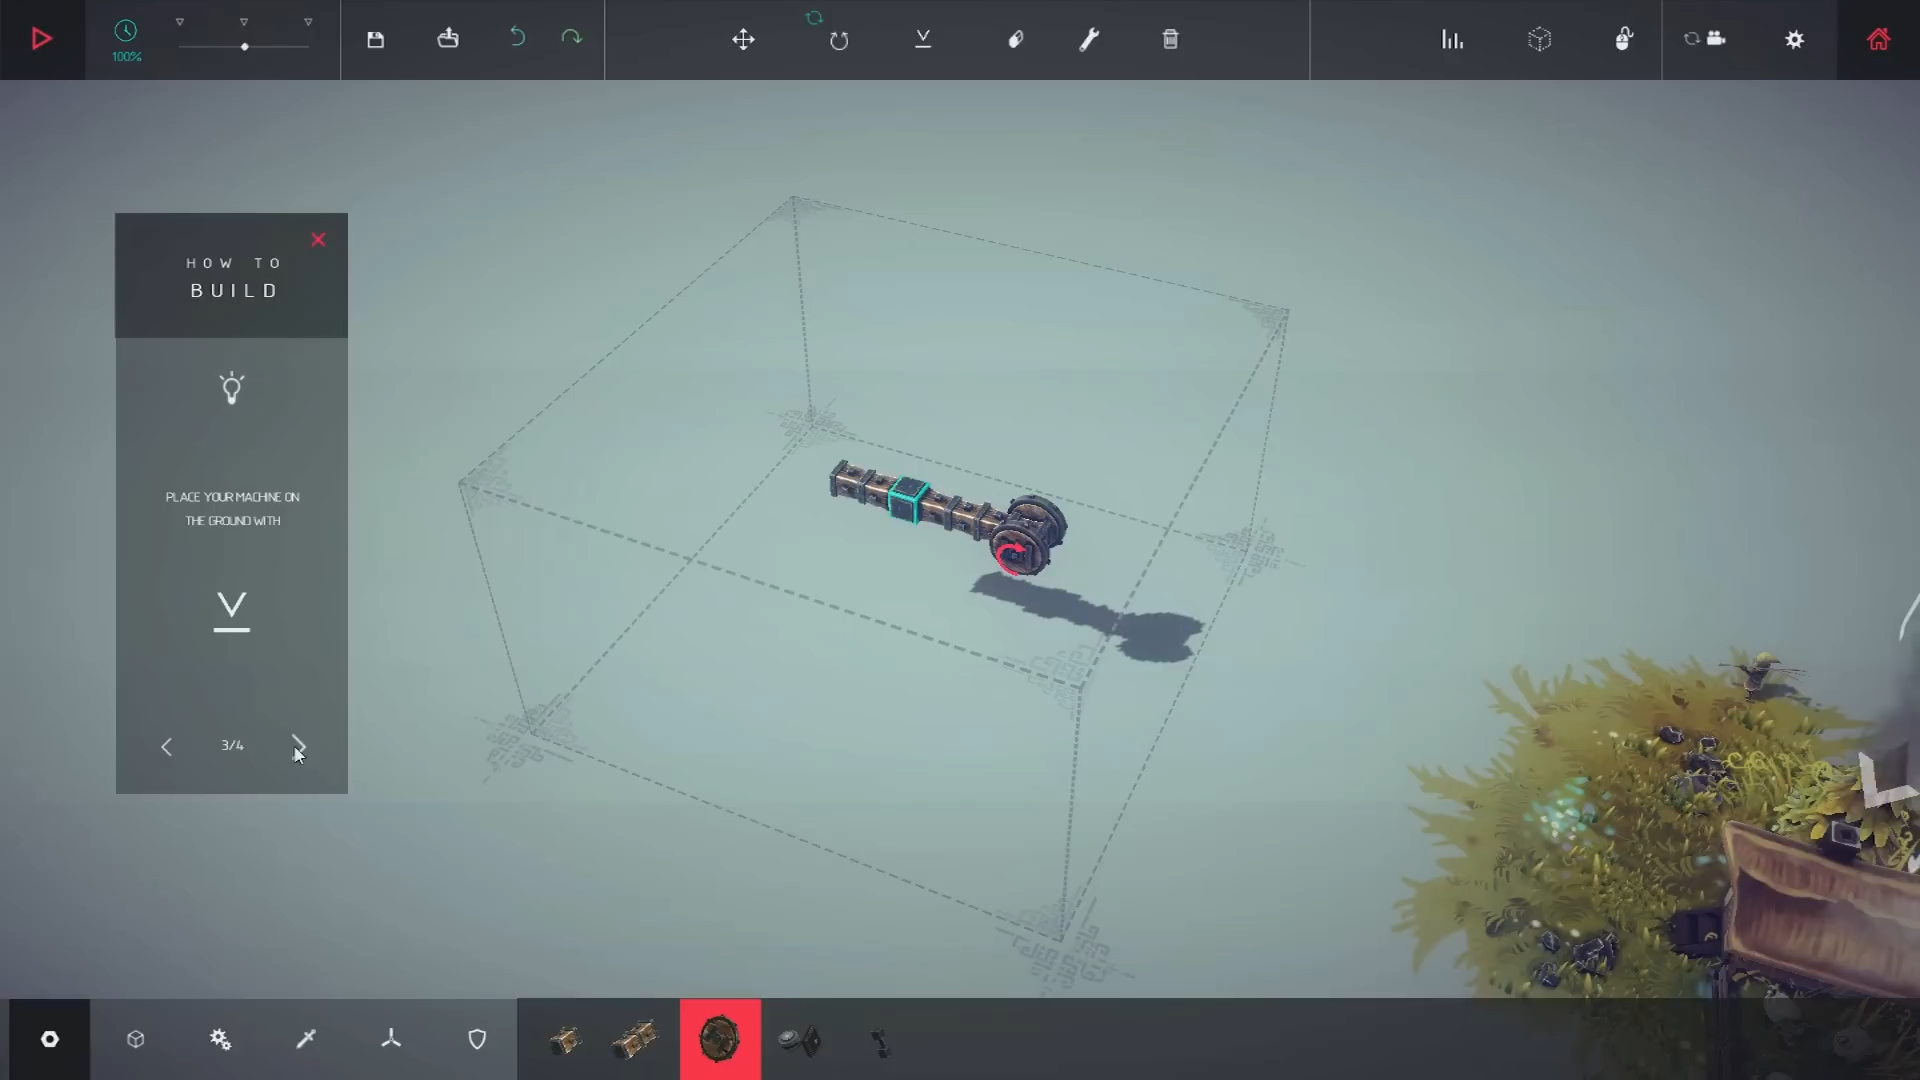 100%
HOW TO
BUILD
PLACE YOUR MACHINE ON
THE GROUND WITH
3/4